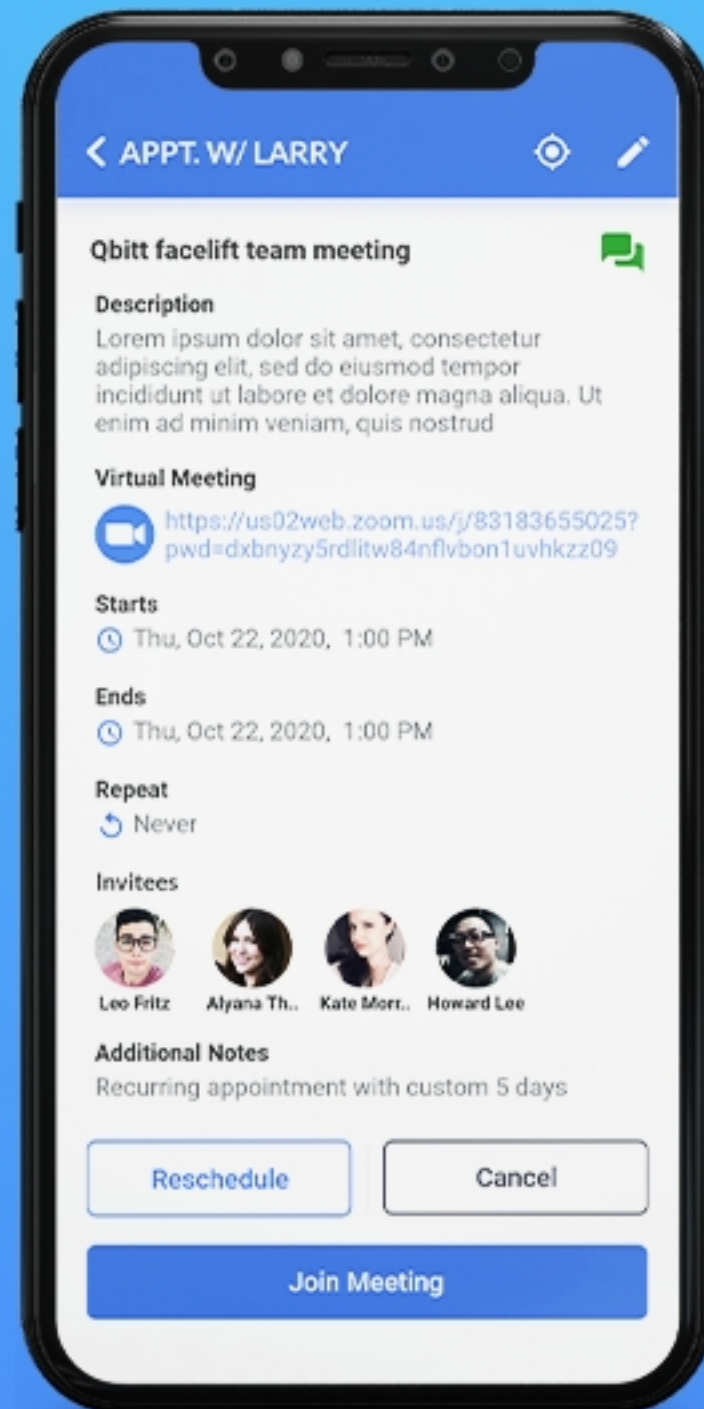 APPT. W/ LARRY
Qbitt facelift team meeting
Description
Lorem ipsum dolor sit amet, consectetur
adipiscing elit, sed do eiusmod tempor
incididunt ut labore et dolore magna aliqua. Ut
enim ad minim veniam, quis nostrud
Virtual Meeting
https://us02web.zoom.us/j/83183655025?
pwd=dxbnyzy5rdlitw84nflvbon1uvhkzz09
Starts
Thu, Oct 22, 2020, 1:00 PM
Ends
Thu, Oct 22, 2020, 1:00 PM
Repeat
Never
Invitees
Leo Fritz Alyana Th.. Kate Morr.. Howard Lee
Additional Notes
Recurring appointment with custom 5 days
Reschedule Cancel
Join Meeting